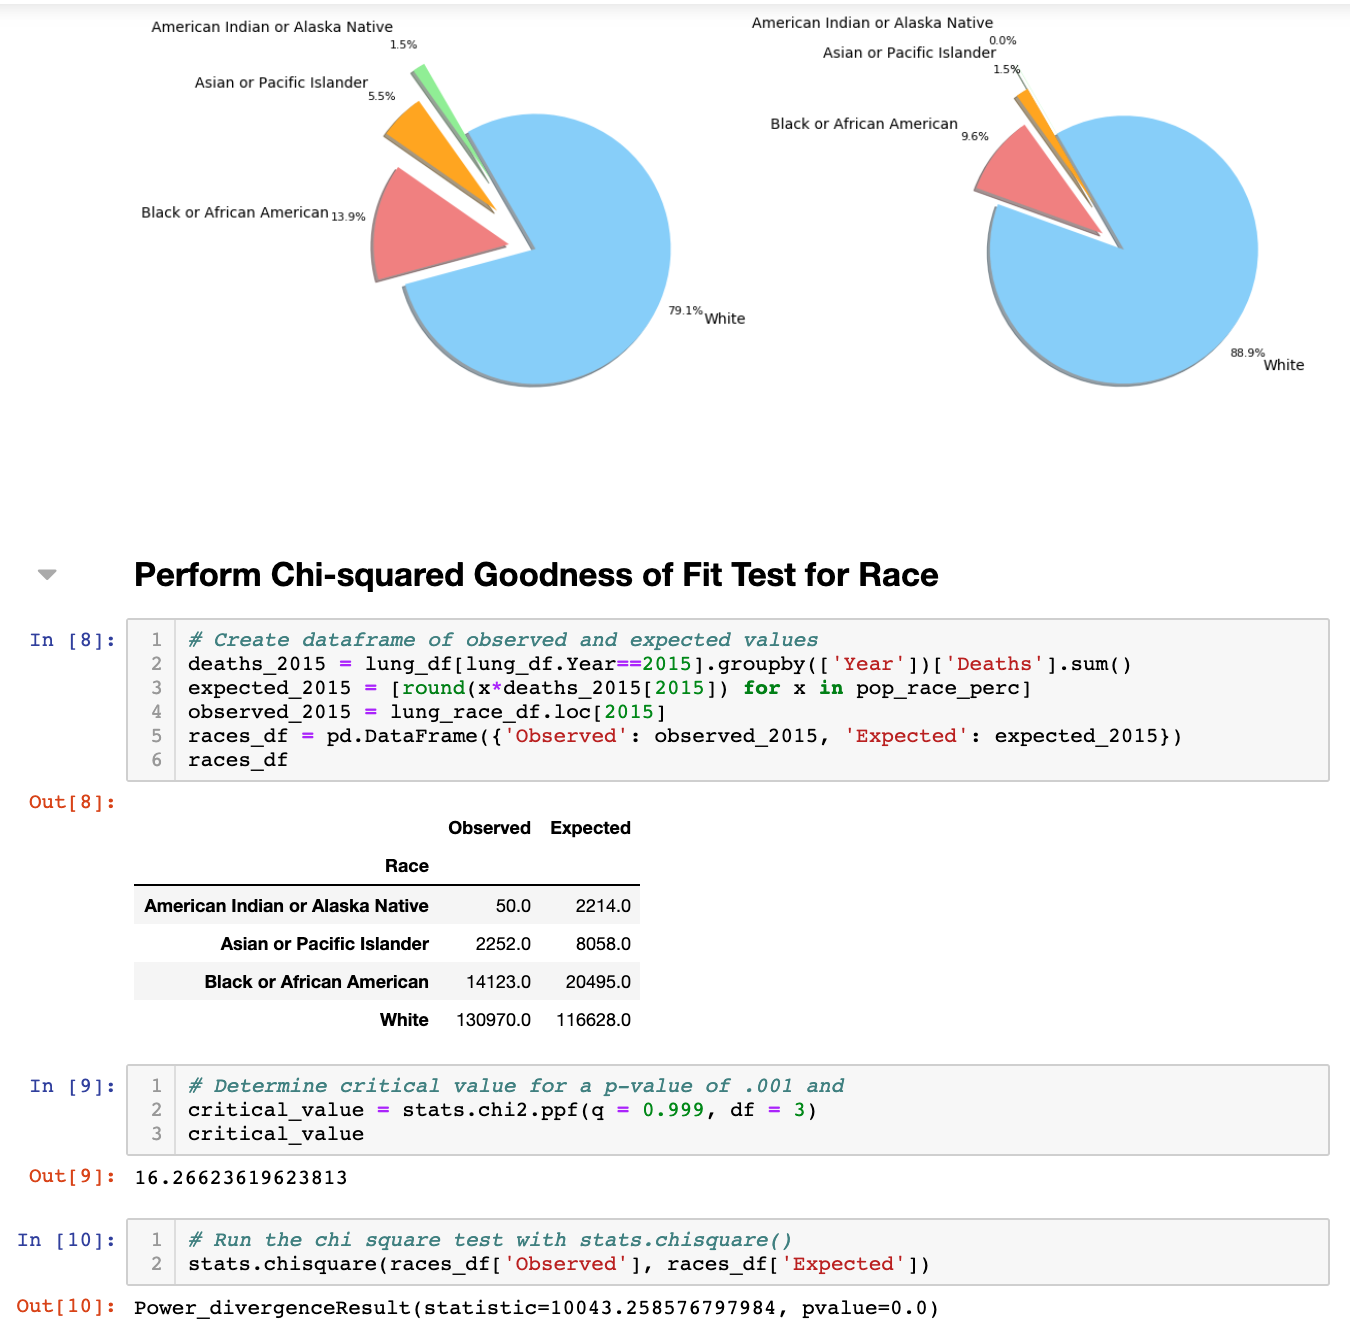 American Indian or Alaska Native
1.5%
Asian or Pacific Islander
5.5%
Black or African American 13.9%
79.1% White
American Indian or Alaska Native
0.0%
Asian or Pacific Islander
1.5%
Black or African American
9.6%
88.9%
White
Perform Chi-squared Goodness of Fit Test for Race
In [8]:
1 # Create dataframe of observed and expected values
2 deaths_2015 = lung_df[lung_df.Year==2015].groupby(['Year'])['Deaths'].sum()
3 expected_2015 = [round(x*deaths_2015[2015]) for x in pop_race_perc]
4 observed_2015 = lung_race_df.loc[2015]
5 races_df = pd.DataFrame({'Observed': observed_2015, 'Expected': expected_2015})
6 races_df
Out[8]:
Observed Expected
Race
American Indian or Alaska Native 50.0 2214.0
Asian or Pacific Islander 2252.0 8058.0
Black or African American 14123.0 20495.0
White 130970.0 116628.0
In [9]:
1 # Determine critical value for a p-value of .001 and
2 critical_value = stats.chi2.ppf(q = 0.999, df = 3)
3 critical_value
Out[9]: 16.26623619623813
In [10]:
1 # Run the chi square test with stats.chisquare()
2 stats.chisquare(races_df['Observed'], races_df['Expected'])
Out[10]: Power_divergenceResult(statistic=10043.258576797984, pvalue=0.0)